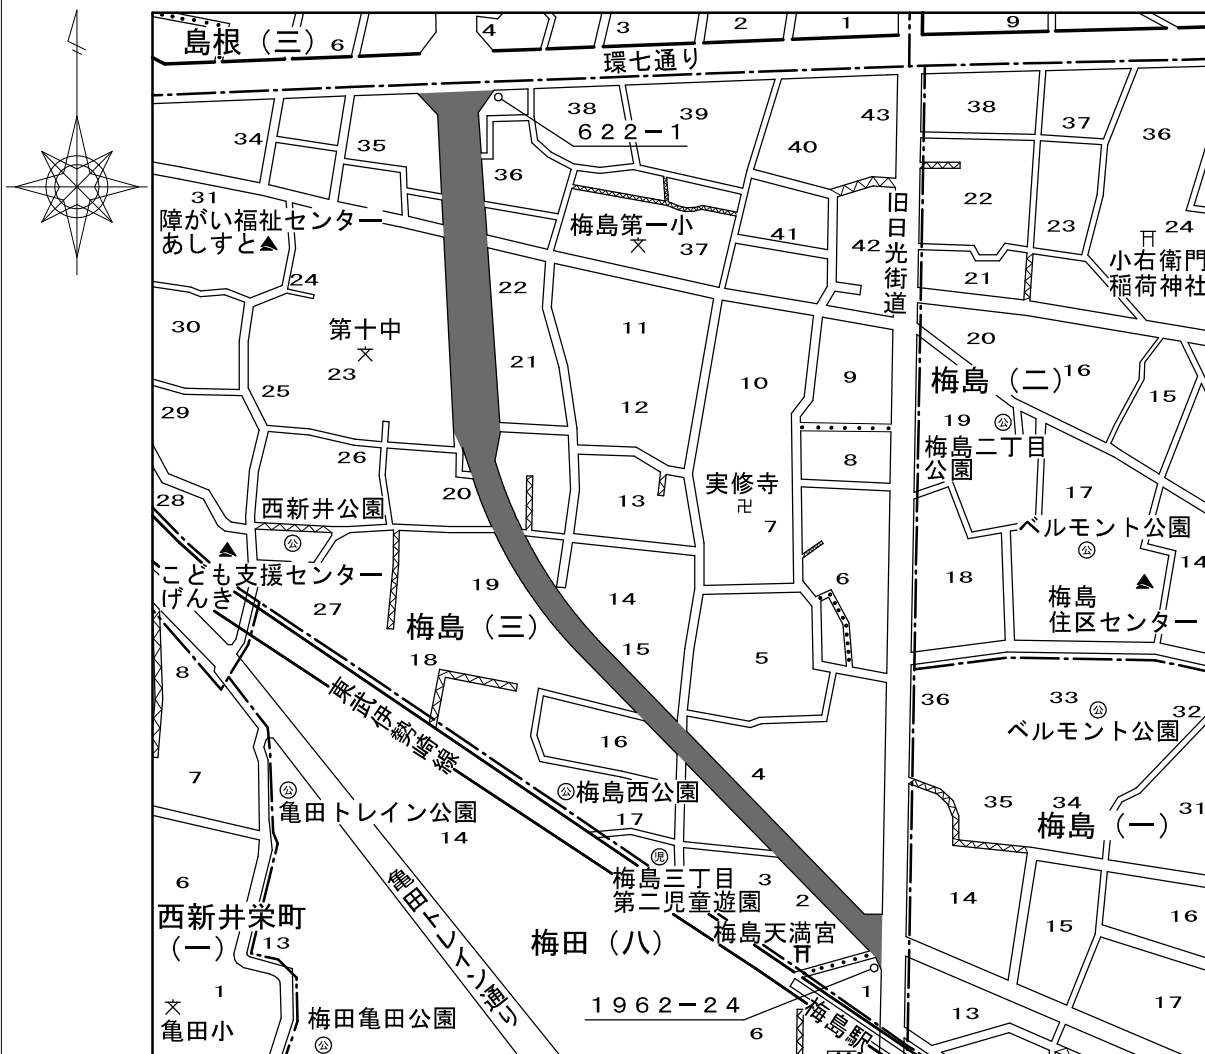 島根（三）
6
4
3
2
1
9
環七通り
34
35
38
39
43
38
37
36
622-1
40
36
31
障がい福祉センター
あしすと
梅島第一小
37
41
42
旧日光街道
22
23
24
小右衛門
稲荷神社
24
22
21
30
第十中
23
11
20
21
10
9
梅島（二）
16
15
25
29
12
19
梅島二丁目
公園
26
8
28
西新井公園
20
13
実修寺
7
17
ベルモント公園
こども支援センター
げんき
27
19
14
6
18
14
梅島
住区センター
梅島（三）
18
15
5
8
東武伊勢崎線
36
33
32
ベルモント公園
16
7
4
亀田トレイン公園
14
梅島西公園
17
35
34
31
梅島（一）
6
亀田トレイン通り
梅島三丁目
第二児童遊園
3
2
14
15
16
西新井栄町
（一）
13
梅田（八）
梅島天満宮
1
亀田小
梅田亀田公園
1962-24
1
梅島駅
6
13
17